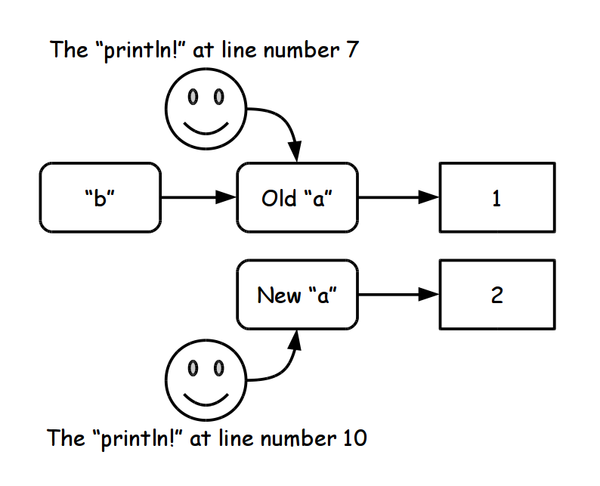 The “println!” at line number 7
“b”
Old “a”
1
New “a”
2
The “println!” at line number 10